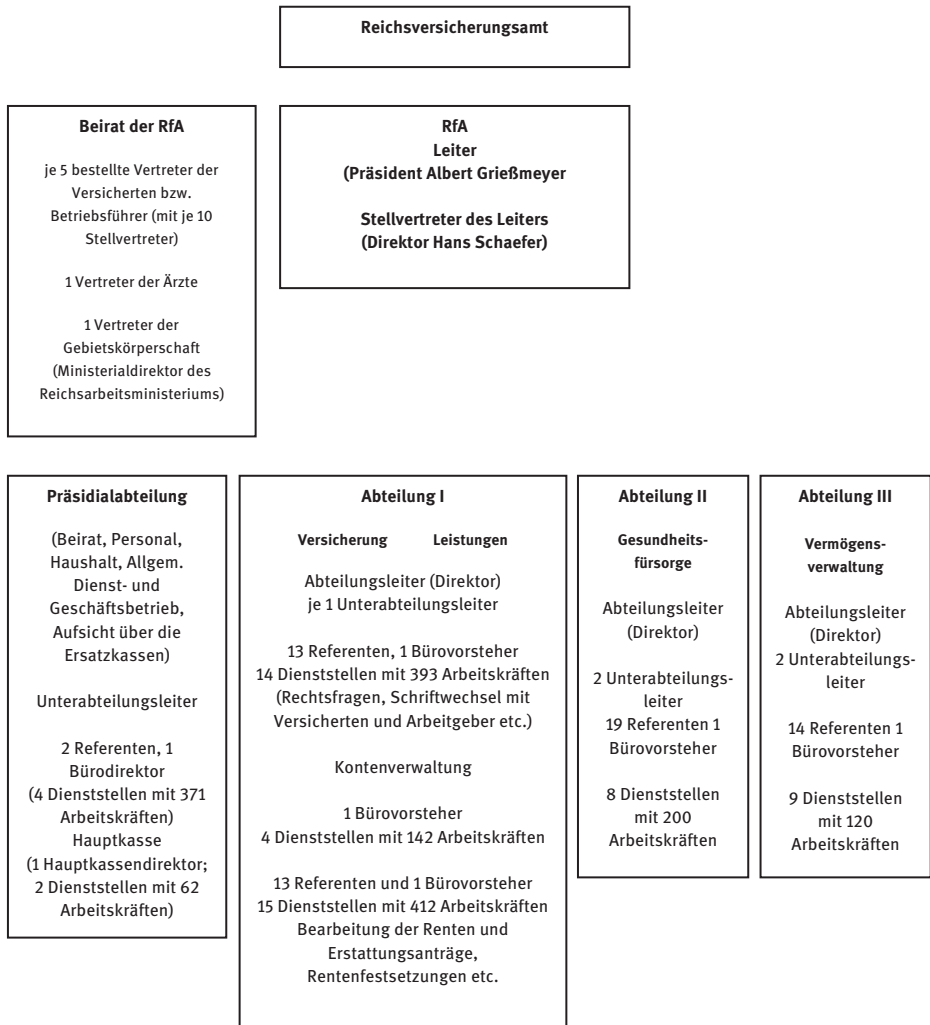 Reichsversicherungsamt
Beirat der RfA
je 5 bestellte Vertreter der
Versicherten bzw.
Betriebsführer (mit je 10
Stellvertreter)
1 Vertreter der Ärzte
1 Vertreter der
Gebietskörperschaft
(Ministerialdirektor des
Reichsarbeitsministeriums)
RfA
Leiter
(Präsident Albert Grießmeyer
Stellvertreter des Leiters
(Direktor Hans Schaefer)
Präsidialabteilung
(Beirat, Personal,
Haushalt, Allgem.
Dienst- und
Geschäftsbetrieb,
Aufsicht über die
Ersatzkassen)
Unterabteilungsleiter
2 Referenten, 1
Bürodirektor
(4 Dienststellen mit 371
Arbeitskräften)
Hauptkasse
(1 Hauptkassendirektor;
2 Dienststellen mit 62
Arbeitskräften)
Abteilung I
Versicherung Leistungen
Abteilungsleiter (Direktor)
je 1 Unterabteilungsleiter
13 Referenten, 1 Bürovorsteher
14 Dienststellen mit 393 Arbeitskräften
(Rechtsfragen, Schriftwechsel mit
Versicherten und Arbeitgeber etc.)
Kontenverwaltung
1 Bürovorsteher
4 Dienststellen mit 142 Arbeitskräften
13 Referenten und 1 Bürovorsteher
15 Dienststellen mit 412 Arbeitskräften
Bearbeitung der Renten und
Erstattungsanträge,
Rentenfestsetzungen etc.
Abteilung II
Gesundheits-
fürsorge
Abteilungsleiter
(Direktor)
2 Unterabteilungs-
leiter
19 Referenten 1
Bürovorsteher
8 Dienststellen
mit 200
Arbeitskräften
Abteilung III
Vermögens-
verwaltung
Abteilungsleiter
(Direktor)
2 Unterabteilungs-
leiter
14 Referenten 1
Bürovorsteher
9 Dienststellen
mit 120
Arbeitskräften